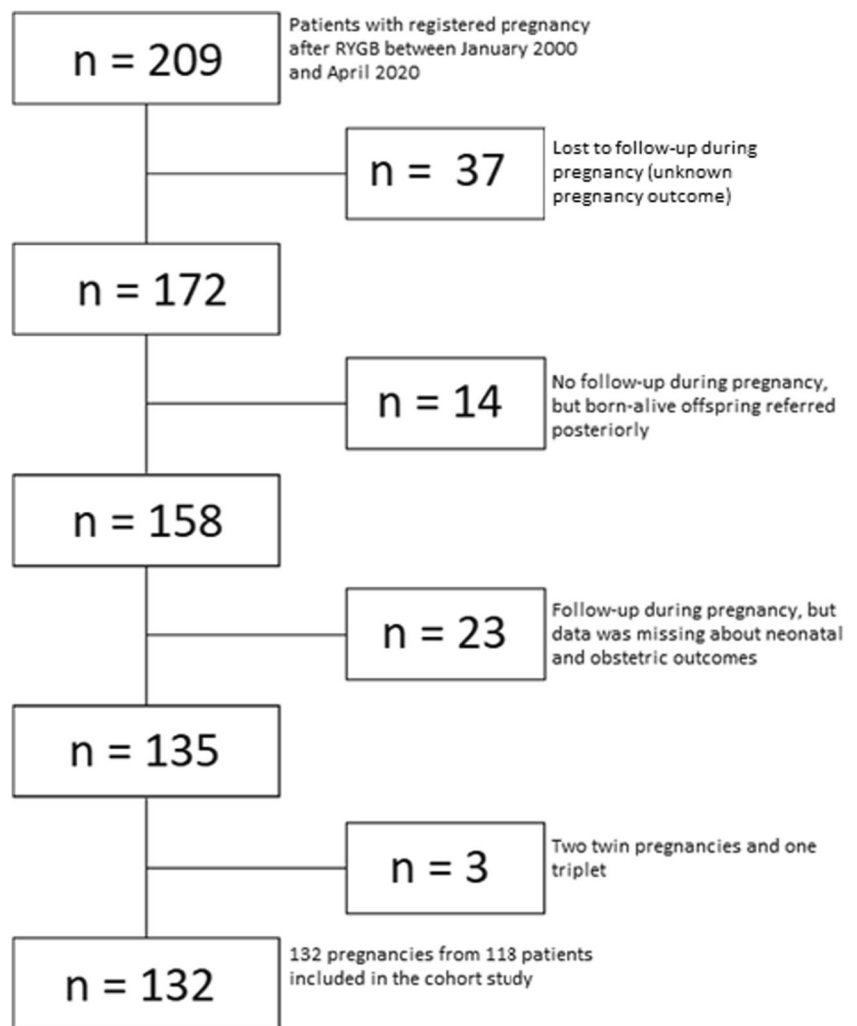 n = 209
Patients with registered pregnancy
after RYGB between January 2000
and April 2020
n = 37
Lost to follow-up during
pregnancy (unknown
pregnancy outcome)
n = 172
n = 14
No follow-up during pregnancy,
but born-alive offspring referred
posteriorly
n = 158
n = 23
Follow-up during pregnancy, but
data was missing about neonatal
and obstetric outcomes
n = 135
n = 3
Two twin pregnancies and one
triplet
n = 132
132 pregnancies from 118 patients
included in the cohort study